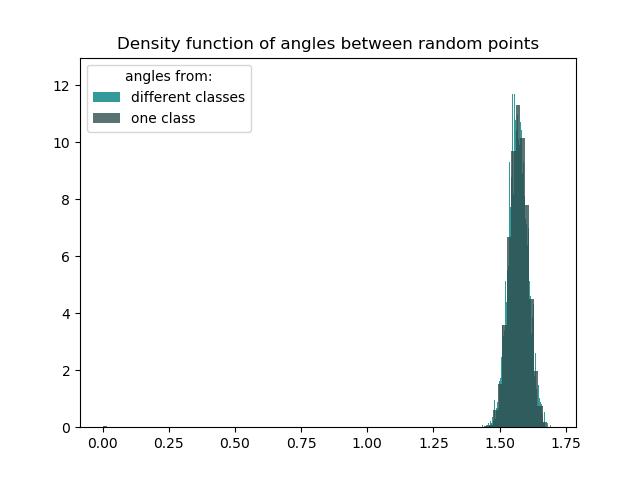 Density function of angles between random points
angles from:
different classes
one class
12
10
8
6
4
2
0
0.00 0.25 0.50 0.75 1.00 1.25 1.50 1.75